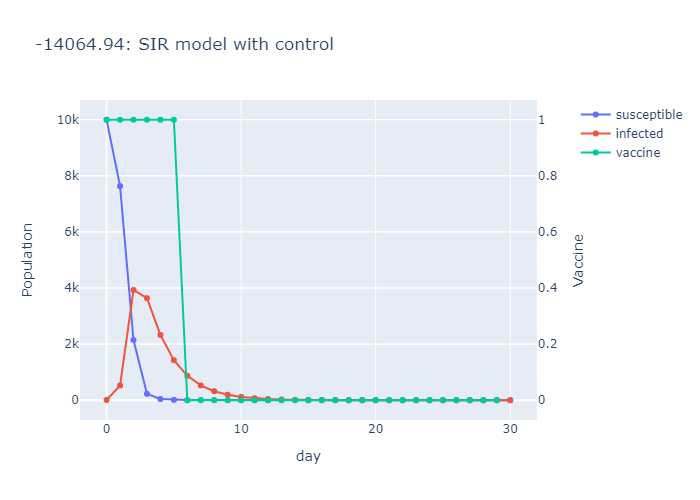 -14064.94: SIR model with control
susceptible
infected
vaccine
10k
8k
6k
4k
2k
0
Population
1
0.8
0.6
0.4
0.2
0
Vaccine
0
10
20
30
day